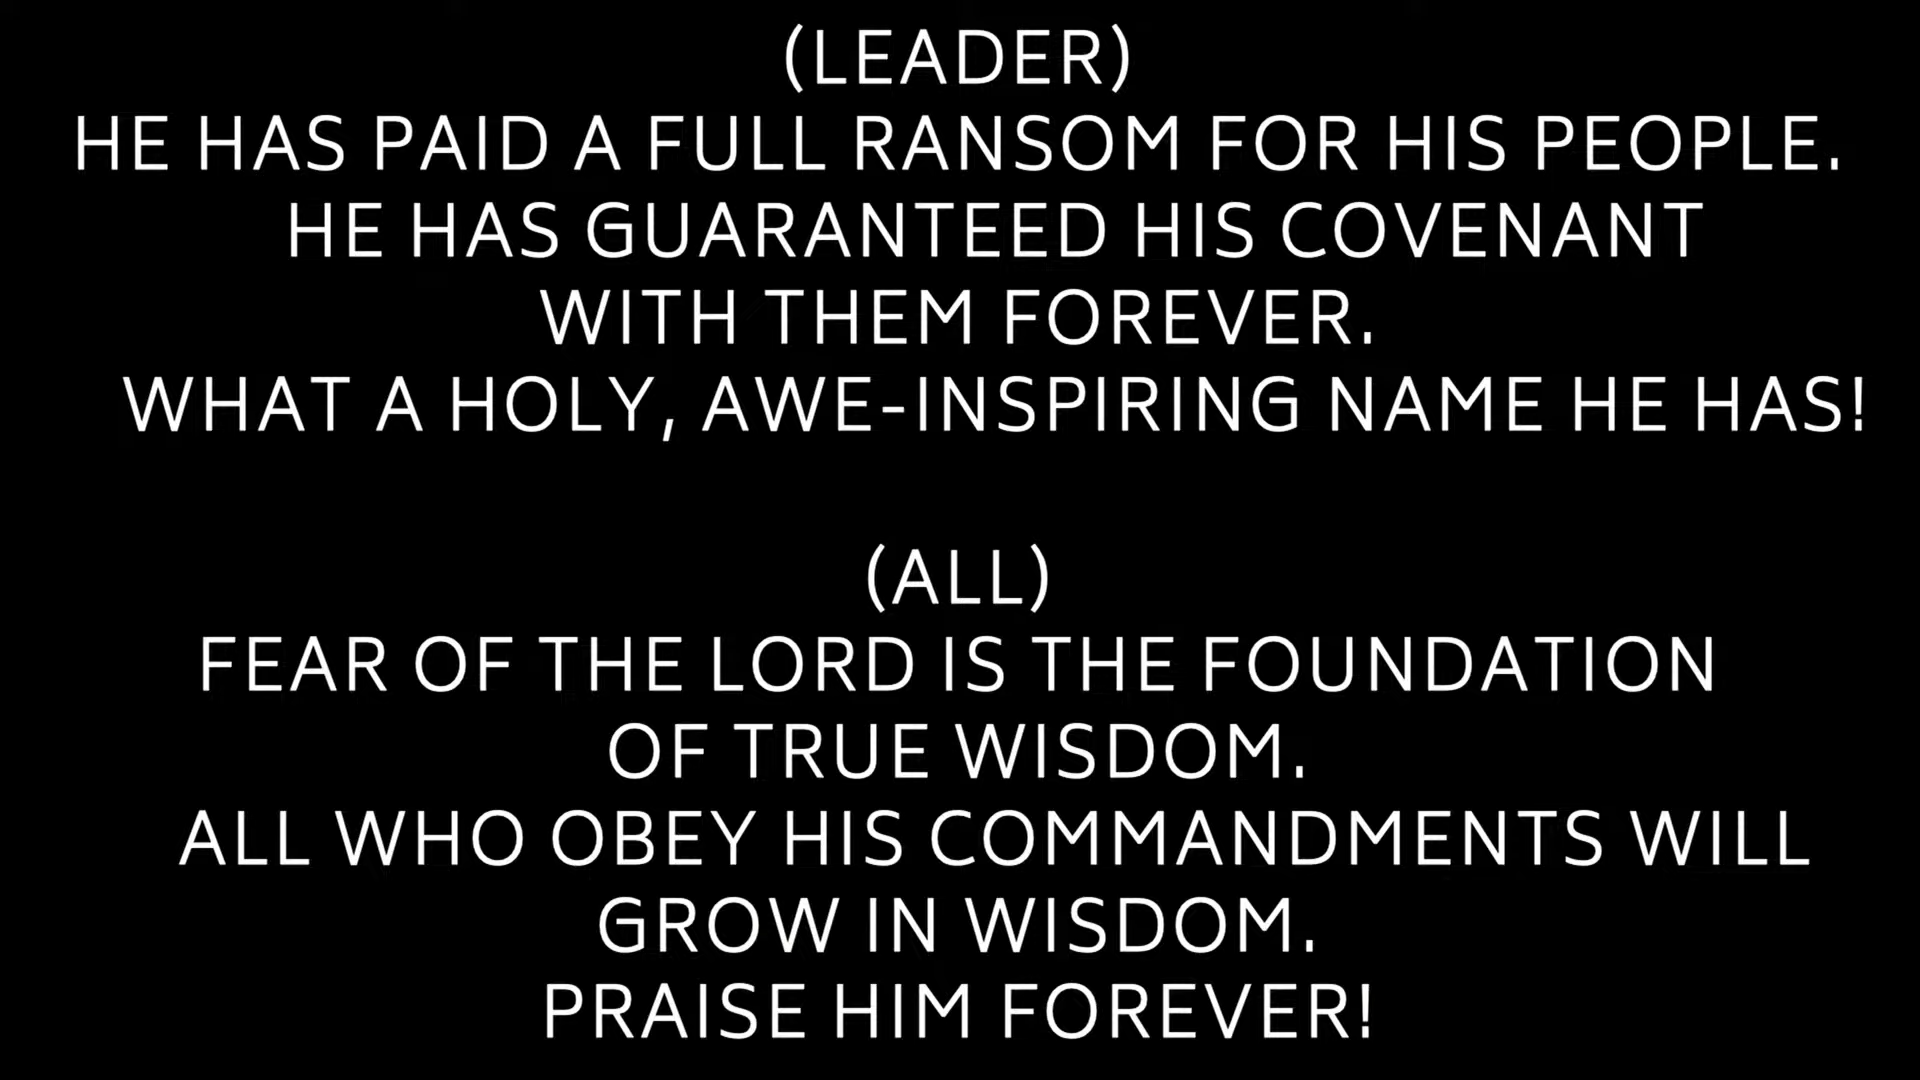 (LEADER)
HE HAS PAID A FULL RANSOM FOR HIS PEOPLE.
HE HAS GUARANTEED HIS COVENANT
WITH THEM FOREVER.
WHAT A HOLY, AWE-INSPIRING NAME HE HAS!
(ALL)
FEAR OF THE LORD IS THE FOUNDATION
OF TRUE WISDOM.
ALL WHO OBEY HIS COMMANDMENTS WILL
GROW IN WISDOM.
PRAISE HIM FOREVER!